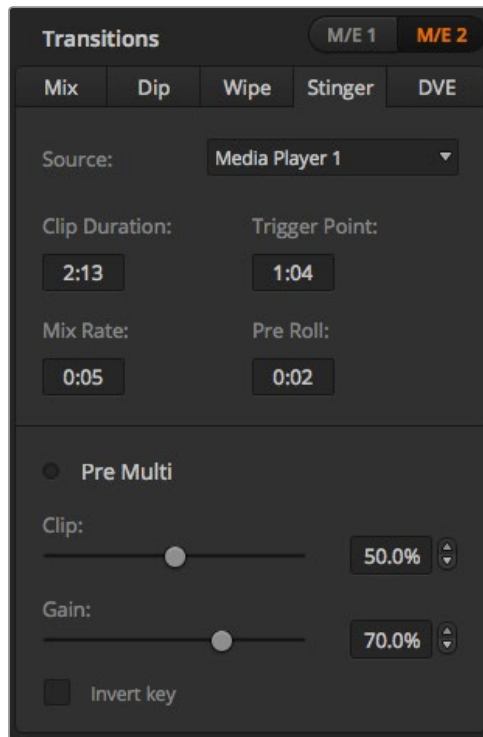 Transitions M/E 1 M/E 2
Mix Dip Wipe Stinger DVE
Source: Media Player 1
Clip Duration: Trigger Point:
2:13 1:04
Mix Rate: Pre Roll:
0:05 0:02
Pre Multi
Clip:
50.0%
Gain:
70.0%
Invert key